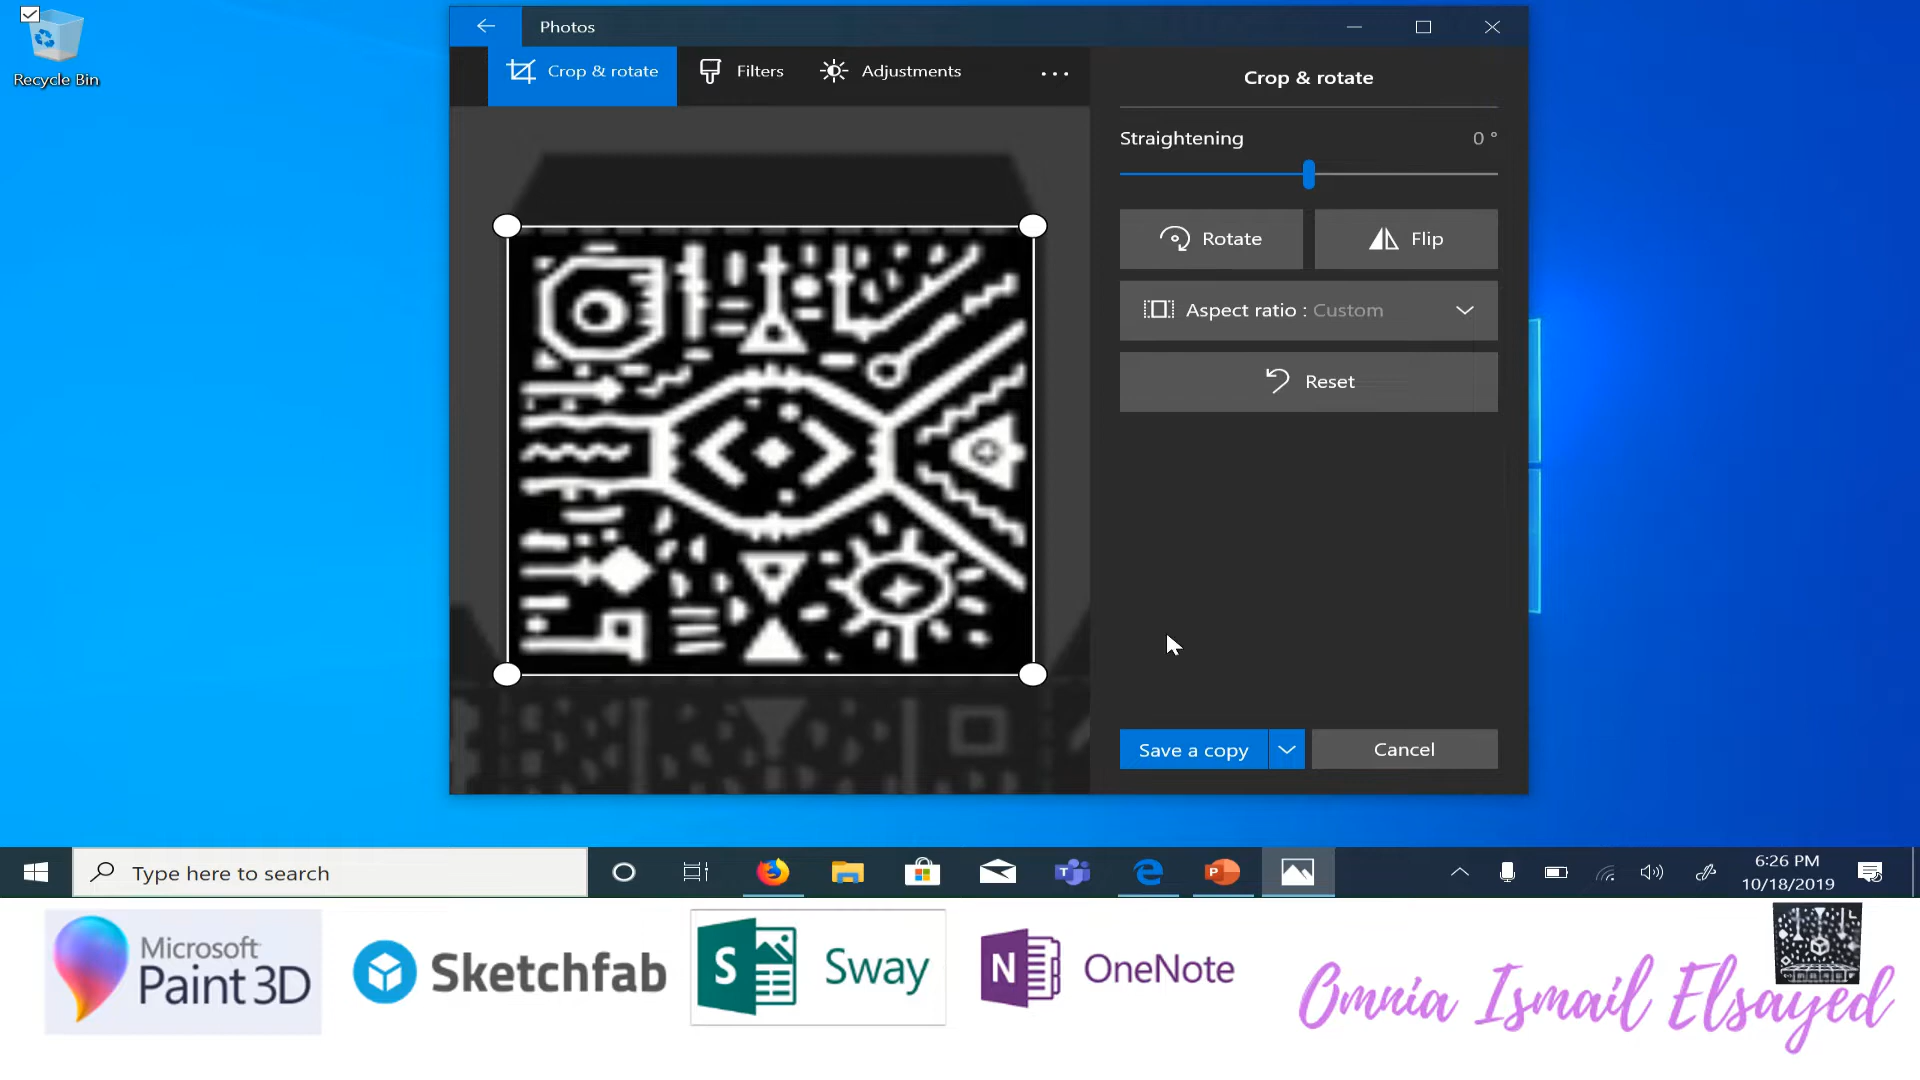 Recycle Bin
Photos
Crop & rotate
Filters
Adjustments
Crop & rotate
Straightening
0 °
Rotate
Flip
Aspect ratio : Custom
Reset
Save a copy
Cancel
Type here to search
6:26 PM
10/18/2019
Microsoft
Paint 3D
Sketchfab
S
Sway
N
OneNote
Omnia Ismail Elsayed